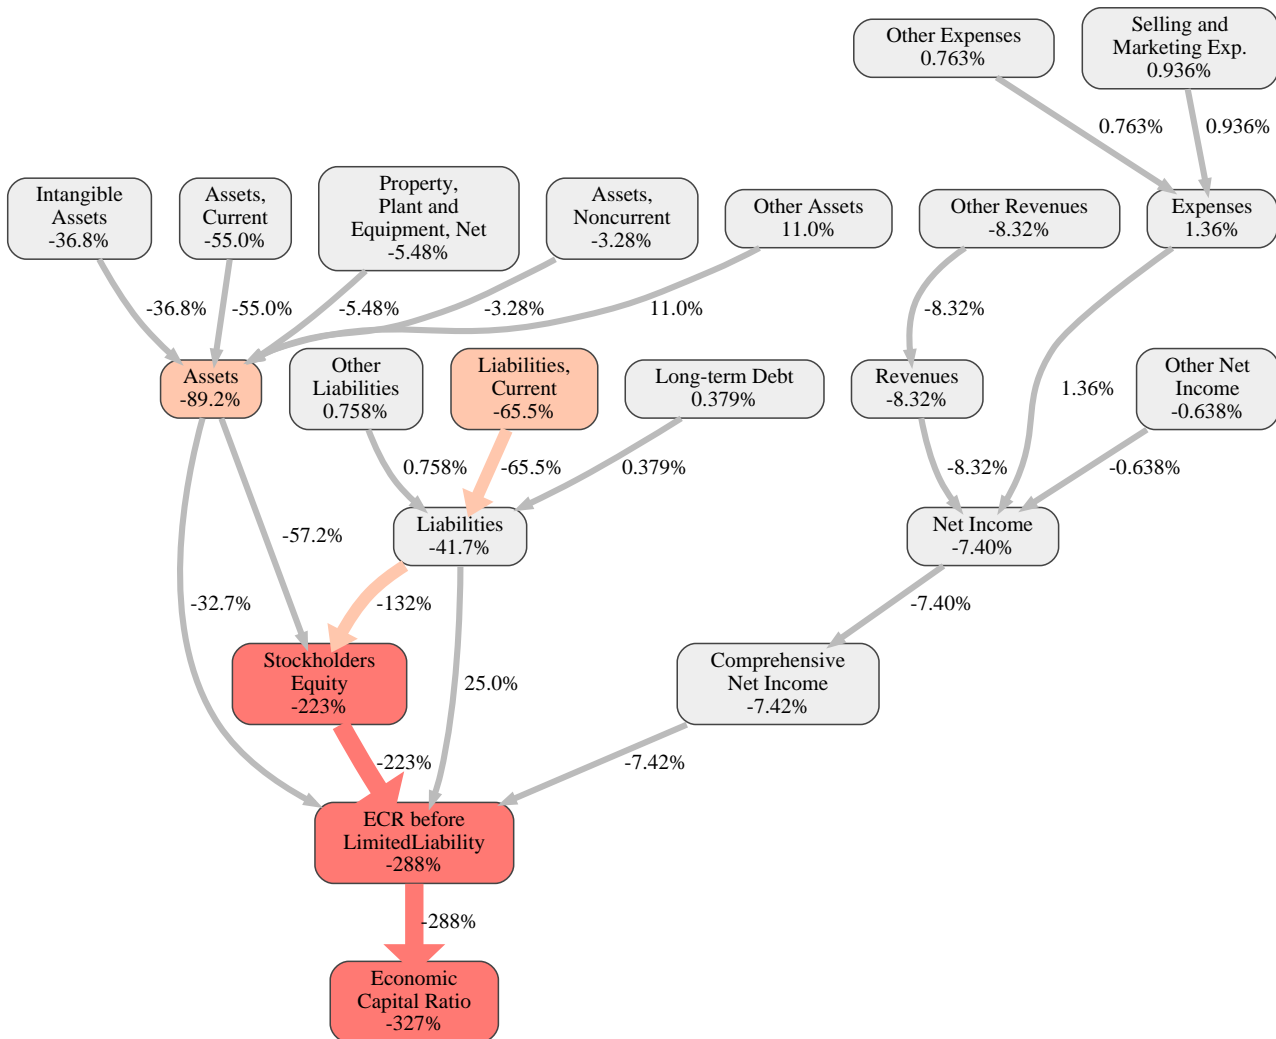 Other Expenses
0.763%
Selling and
Marketing Exp.
0.936%
0.763%
0.936%
Intangible
Assets
-36.8%
Assets,
Current
-55.0%
Property,
Plant and
Equipment, Net
-5.48%
Assets,
Noncurrent
-3.28%
Other Assets
11.0%
Other Revenues
-8.32%
Expenses
1.36%
-36.8%
-55.0%
-5.48%
-3.28%
11.0%
-8.32%
Assets
-89.2%
Other
Liabilities
0.758%
Liabilities,
Current
-65.5%
Long-term Debt
0.379%
Revenues
-8.32%
1.36%
Other Net
Income
-0.638%
0.758%
-65.5%
0.379%
-8.32%
-0.638%
-57.2%
Liabilities
-41.7%
Net Income
-7.40%
-32.7%
-132%
-7.40%
Stockholders
Equity
-223%
25.0%
Comprehensive
Net Income
-7.42%
-223%
-7.42%
ECR before
LimitedLiability
-288%
-288%
Economic
Capital Ratio
-327%